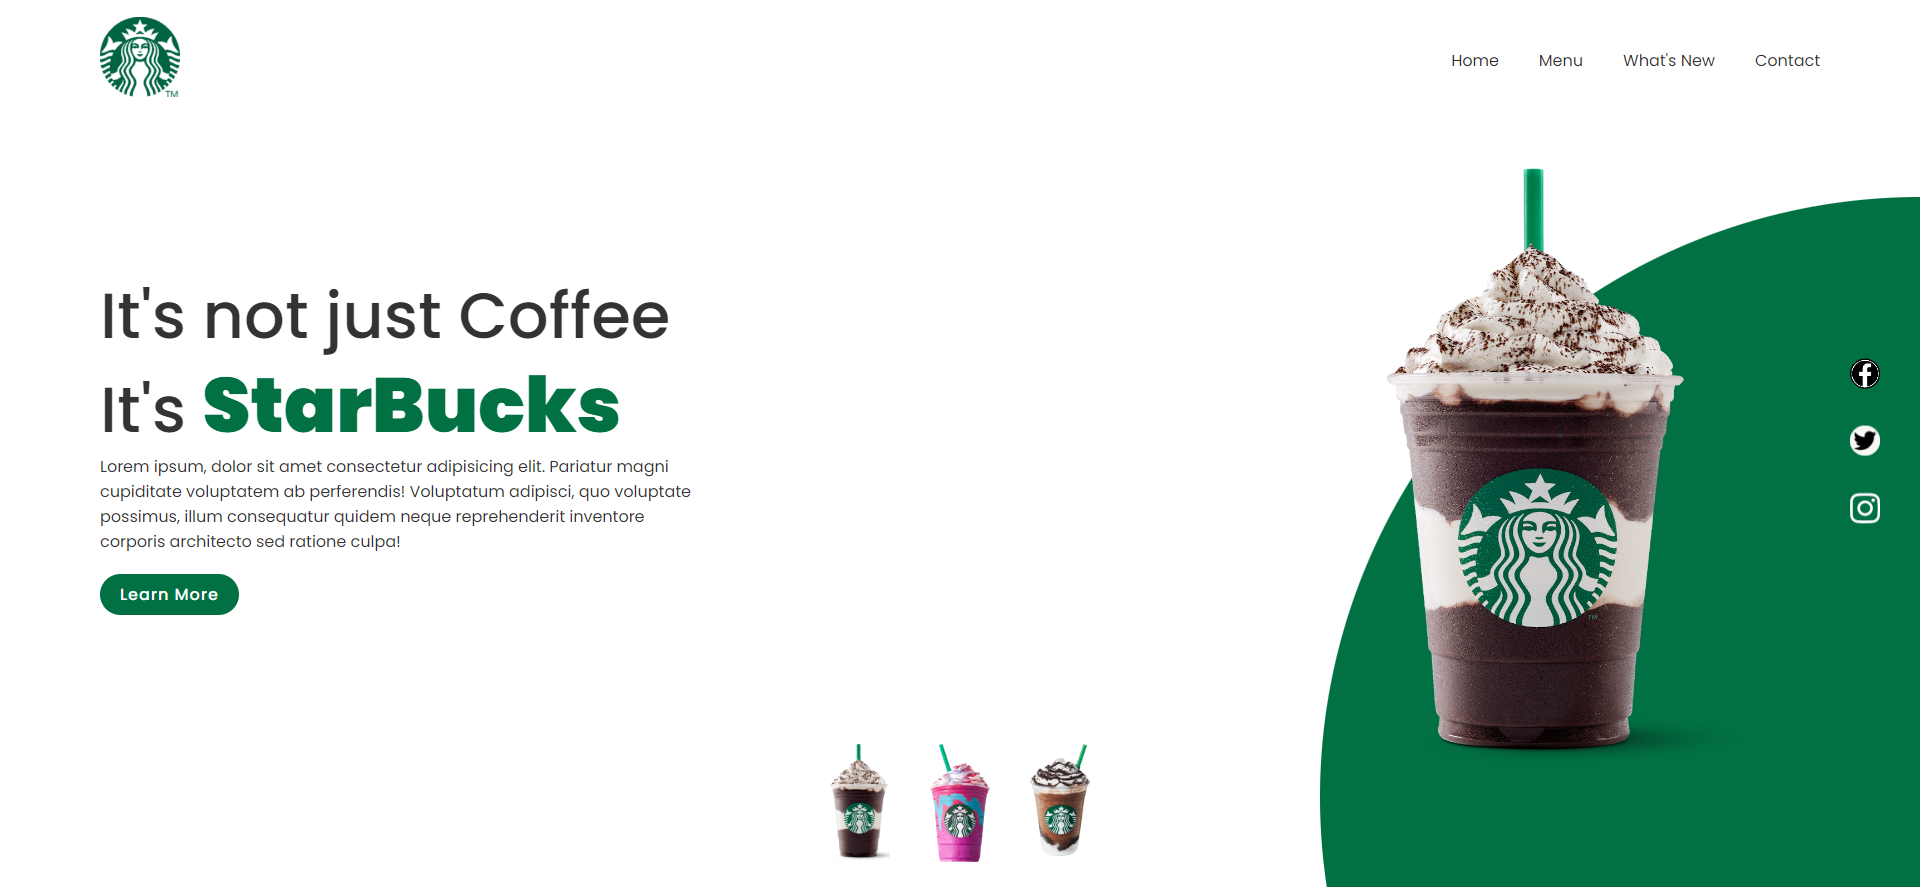 TM
Home Menu What's New Contact
It's not just Coffee
It's StarBucks
Lorem ipsum, dolor sit amet consectetur adipisicing elit. Pariatur magni
cupiditate voluptatem ab perferendis! Voluptatum adipisci, quo voluptate
possimus, illum consequatur quidem neque reprehenderit inventore
corporis architecto sed ratione culpa!
Learn More
TM